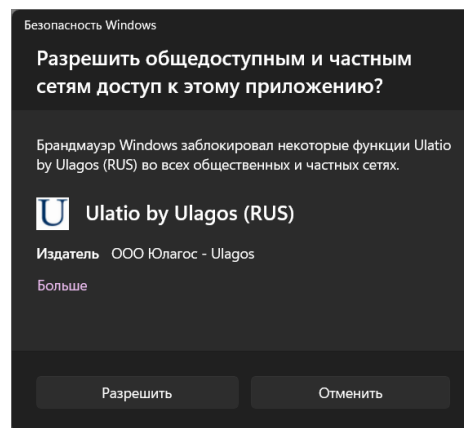 Безопасность Windows
Разрешить общедоступным и частным
сетям доступ к этому приложению?
Брандмауэр Windows заблокировал некоторые функции Ulatio
by Ulagos (RUS) во всех общественных и частных сетях.
U
Ulatio by Ulagos (RUS)
Издатель ООО Юлагос - Ulagos
Больше
Разрешить
Отменить